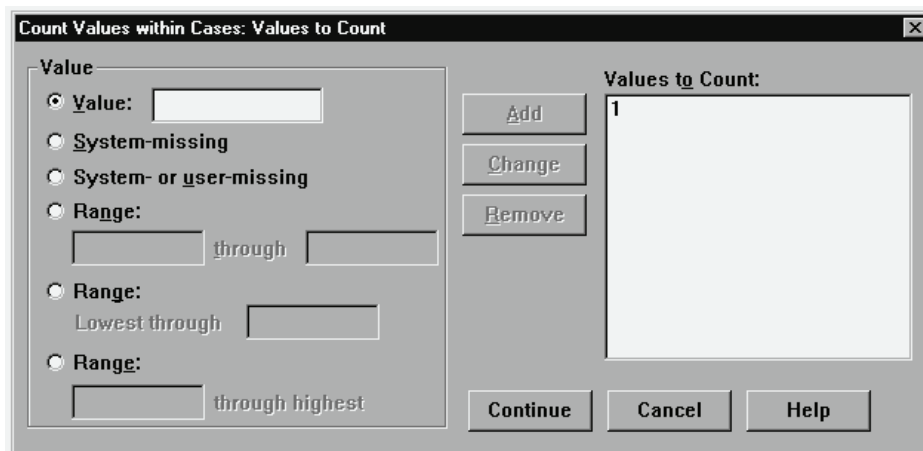 Count Values within Cases: Values to Count
Value
Value:
System-missing
System- or user-missing
Range:
through
Range:
Lowest through
Range:
through highest
Add
Change
Remove
Values to Count:
1
Continue
Cancel
Help